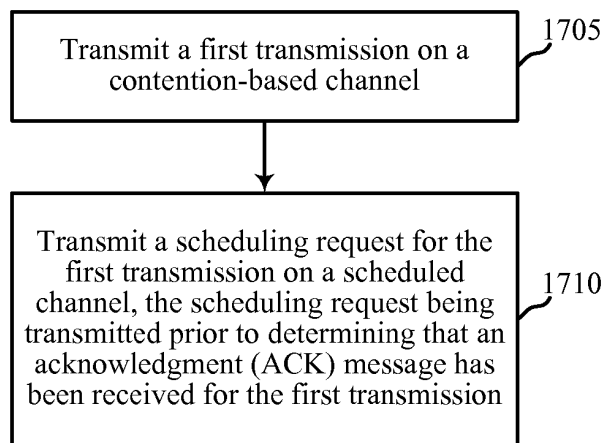 Transmit a first transmission on a
contention-based channel
1705
Transmit a scheduling request for the
first transmission on a scheduled
channel, the scheduling request being
transmitted prior to determining that an
acknowledgment (ACK) message has
been received for the first transmission
1710